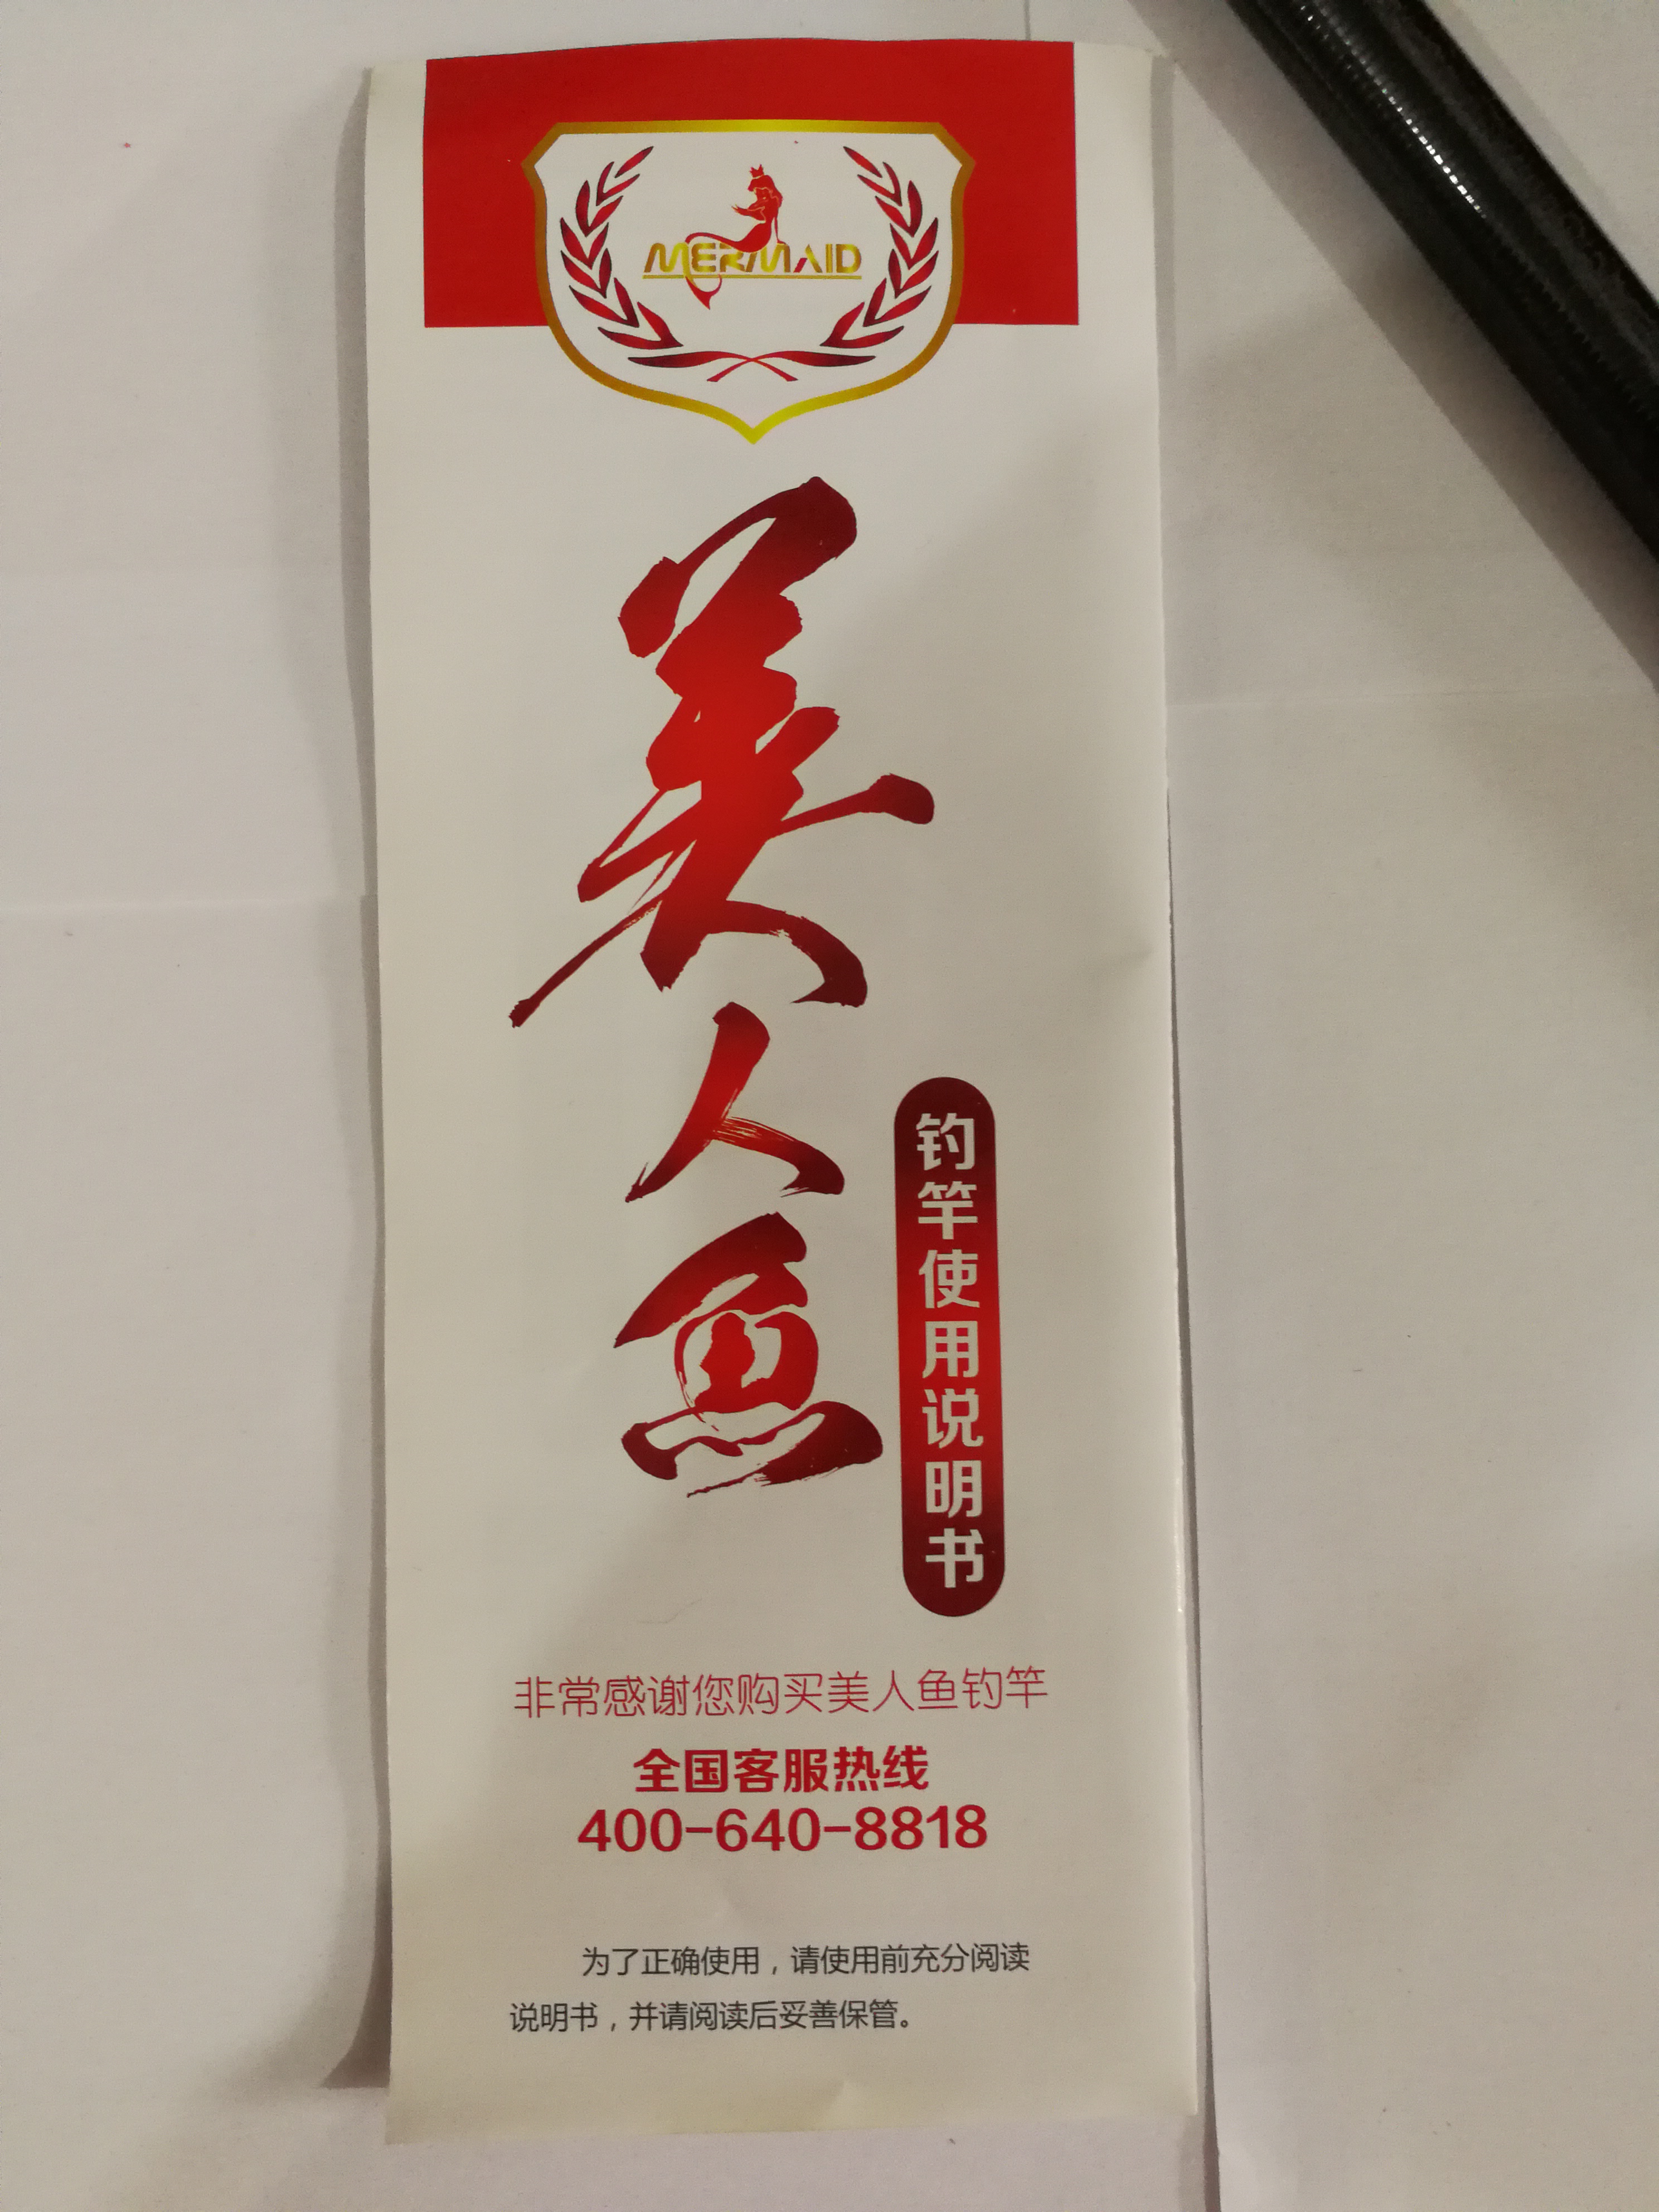 MERMAID
美人鱼
钓竿使用说明书
非常感谢您购买美人鱼钓竿
全国客服热线
400-640-8818
为了正确使用，请使用前充分阅读
说明书，并请阅读后妥善保管。